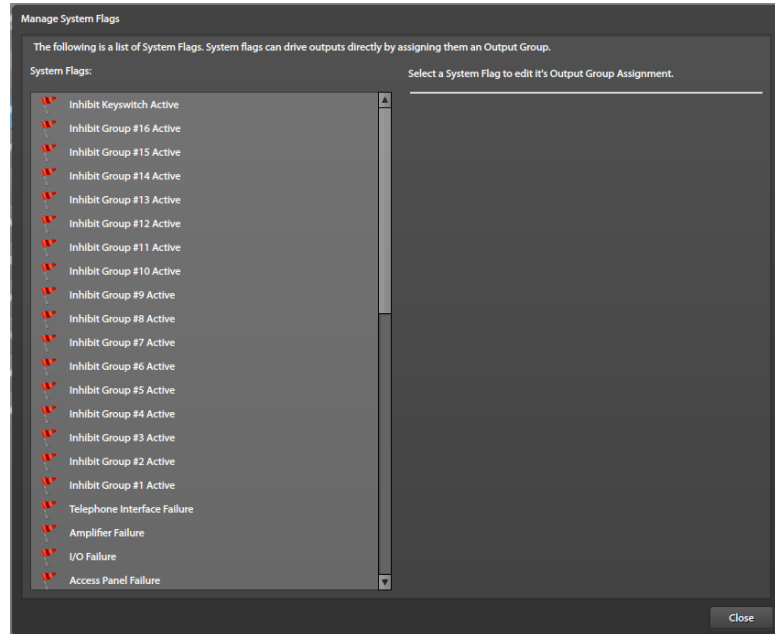 Manage System Flags
The following is a list of System Flags. System flags can drive outputs directly by assigning them an Output Group.
System Flags:
Select a System Flag to edit it's Output Group Assignment.
Inhibit Keyswitch Active
Inhibit Group #16 Active
Inhibit Group #15 Active
Inhibit Group #14 Active
Inhibit Group #13 Active
Inhibit Group #12 Active
Inhibit Group #11 Active
Inhibit Group #10 Active
Inhibit Group #9 Active
Inhibit Group #8 Active
Inhibit Group #7 Active
Inhibit Group #6 Active
Inhibit Group #5 Active
Inhibit Group #4 Active
Inhibit Group #3 Active
Inhibit Group #2 Active
Inhibit Group #1 Active
Telephone Interface Failure
Amplifier Failure
I/O Failure
Access Panel Failure
Close